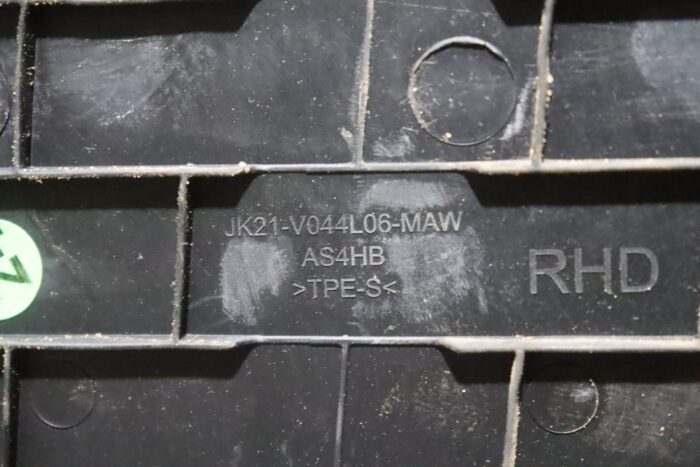 JK21-V044L06-MAW
AS4HB
>TPE-S<
RHD